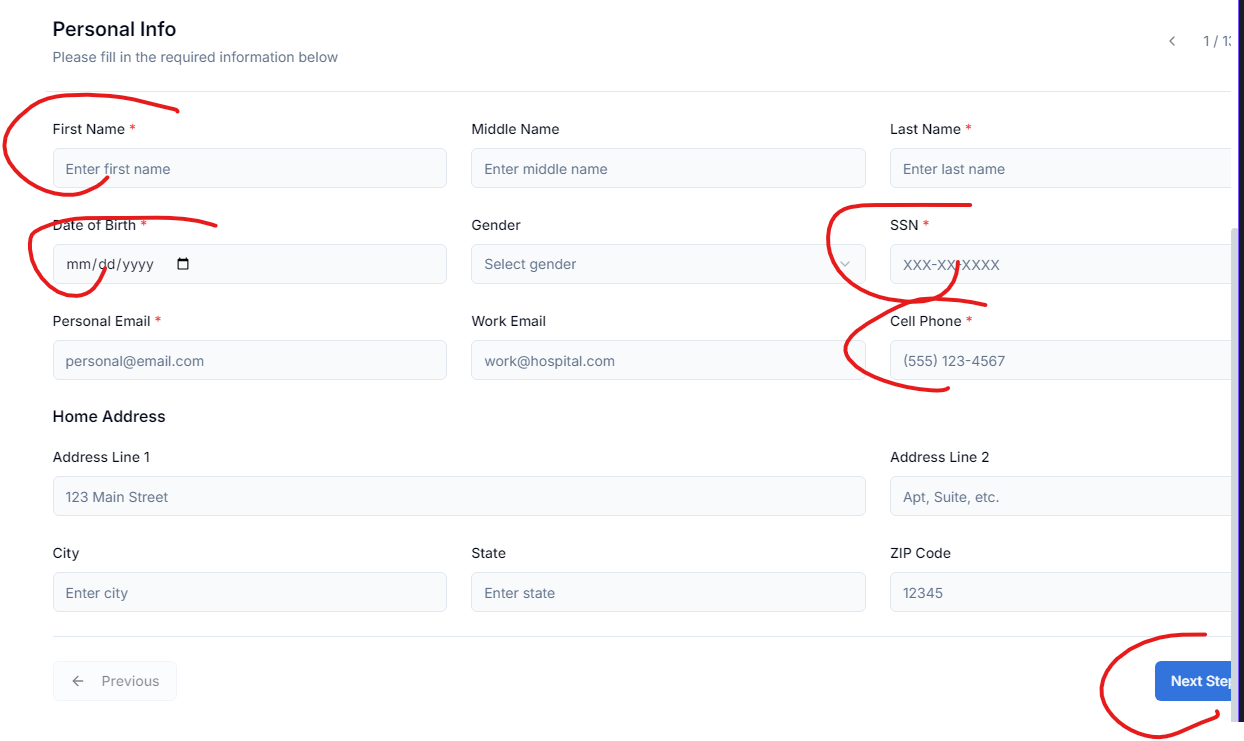 Personal Info
Please fill in the required information below
1 / 13
First Name *
Middle Name
Last Name *
Enter first name
Enter middle name
Enter last name
Date of Birth *
Gender
SSN *
mm/dd/yyyy
Select gender
XXX-XX-XXXX
Personal Email *
Work Email
Cell Phone *
personal@email.com
work@hospital.com
(555) 123-4567
Home Address
Address Line 1
Address Line 2
123 Main Street
Apt, Suite, etc.
City
State
ZIP Code
Enter city
Enter state
12345
Previous
Next Step